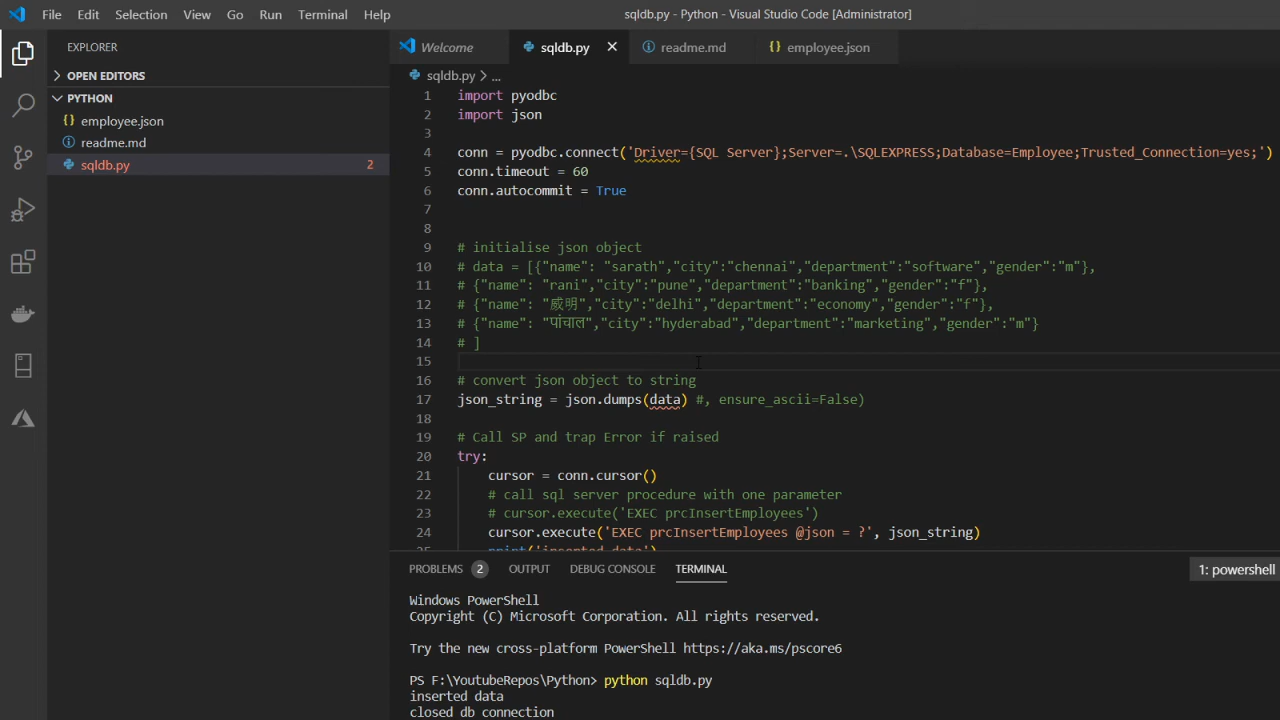 File Edit Selection View Go Run Terminal Help sqldb.py - Python - Visual Studio Code [Administrator]
EXPLORER
OPEN EDITORS
PYTHON
{} employee.json
readme.md
sqldb.py 2
Welcome sqldb.py × readme.md {} employee.json
sqldb.py > ...
1 import pyodbc
2 import json
3
4 conn = pyodbc.connect('Driver={SQL Server};Server=.\SQLEXPRESS;Database=Employee;Trusted_Connection=yes;')
5 conn.timeout = 60
6 conn.autocommit = True
7
8
9 # initialise json object
10 # data = [{"name": "sarath","city":"chennai","department":"software","gender":"m"},
11 # {"name": "rani","city":"pune","department":"banking","gender":"f"},
12 # {"name": "威明","city":"delhi","department":"economy","gender":"f"},
13 # {"name": "पांचाल","city":"hyderabad","department":"marketing","gender":"m"}
14 # ]
15
16 # convert json object to string
17 json_string = json.dumps(data) #, ensure_ascii=False)
18
19 # Call SP and trap Error if raised
20 try:
21 cursor = conn.cursor()
22 # call sql server procedure with one parameter
23 # cursor.execute('EXEC prcInsertEmployees')
24 cursor.execute('EXEC prcInsertEmployees @json = ?', json_string)
25 print('inserted data')
PROBLEMS 2 OUTPUT DEBUG CONSOLE TERMINAL 1: powershell
Windows PowerShell
Copyright (C) Microsoft Corporation. All rights reserved.
Try the new cross-platform PowerShell https://aka.ms/pscore6
PS F:\YoutubeRepos\Python> python sqldb.py
inserted data
closed db connection